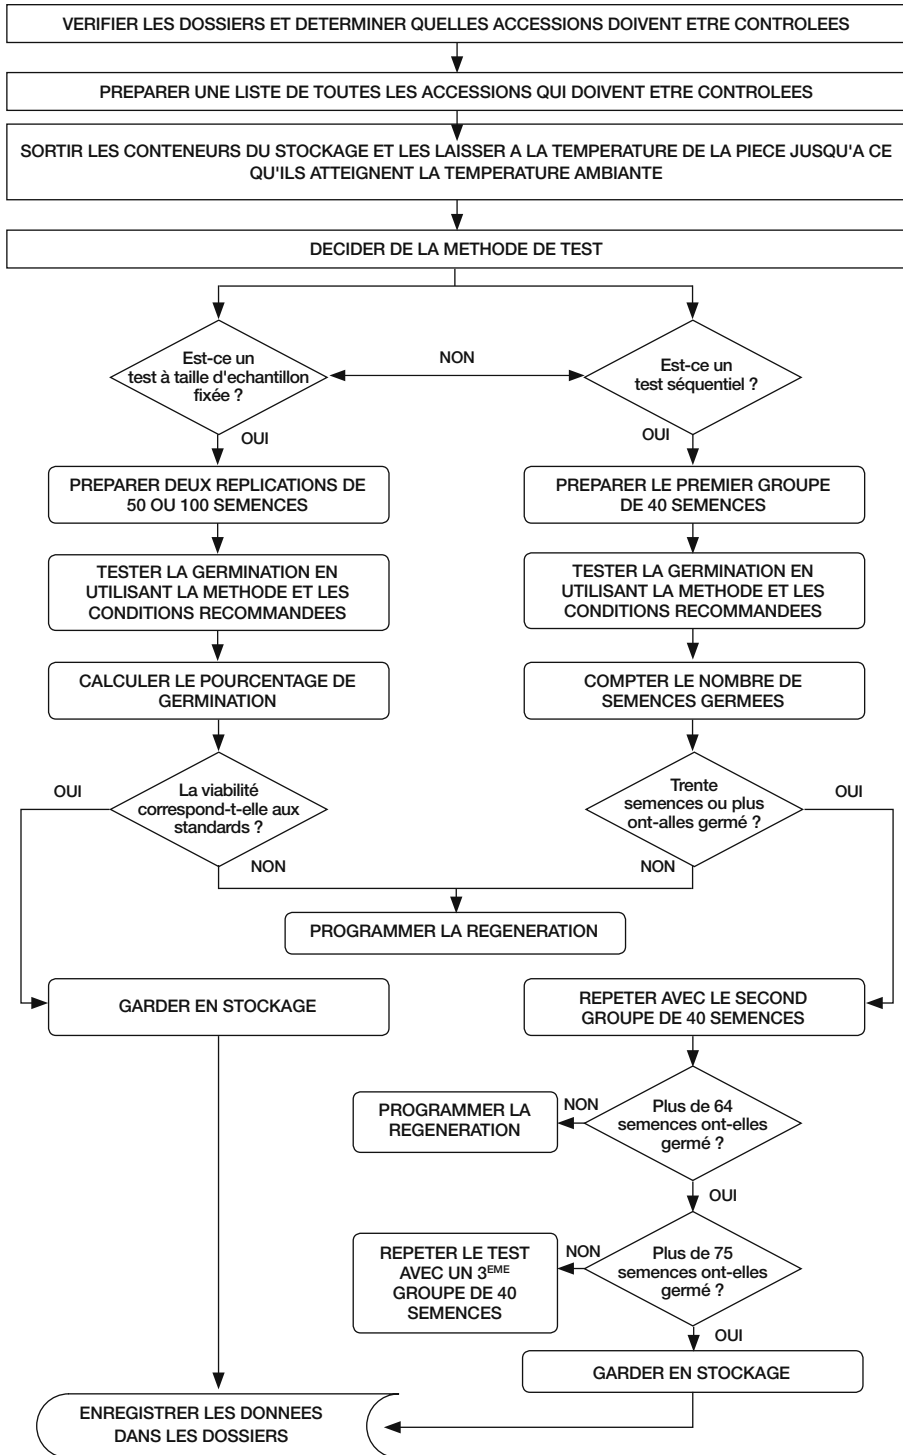 VERIFIER LES DOSSIERS ET DETERMINER QUELLES ACCESSIONS DOIVENT ETRE CONTROLEES
PREPARER UNE LISTE DE TOUTES LES ACCESSIONS QUI DOIVENT ETRE CONTROLEES
SORTIR LES CONTENEURS DU STOCKAGE ET LES LAISSER A LA TEMPERATURE DE LA PIECE JUSQU'A CE
QU'ILS ATTEIGNENT LA TEMPERATURE AMBIANTE
DECIDER DE LA METHODE DE TEST
Est-ce un
test à taille d'echantillon
fixée ?
NON
Est-ce un
test séquentiel ?
OUI
OUI
PREPARER DEUX REPLICATIONS DE
50 OU 100 SEMENCES
PREPARER LE PREMIER GROUPE
DE 40 SEMENCES
TESTER LA GERMINATION EN
UTILISANT LA METHODE ET LES
CONDITIONS RECOMMANDEES
TESTER LA GERMINATION EN
UTILISANT LA METHODE ET LES
CONDITIONS RECOMMANDEES
CALCULER LE POURCENTAGE DE
GERMINATION
COMPTER LE NOMBRE DE
SEMENCES GERMEES
OUI
La viabilité
correspond-t-elle aux
standards ?
NON
Trente
semences ou plus
ont-alles germé ?
OUI
NON
PROGRAMMER LA REGENERATION
GARDER EN STOCKAGE
REPETER AVEC LE SECOND
GROUPE DE 40 SEMENCES
PROGRAMMER LA
REGENERATION
NON
Plus de 64
semences ont-elles
germé ?
OUI
REPETER LE TEST
AVEC UN 3EME
GROUPE DE 40
SEMENCES
NON
Plus de 75
semences ont-elles
germé ?
OUI
GARDER EN STOCKAGE
ENREGISTRER LES DONNEES
DANS LES DOSSIERS